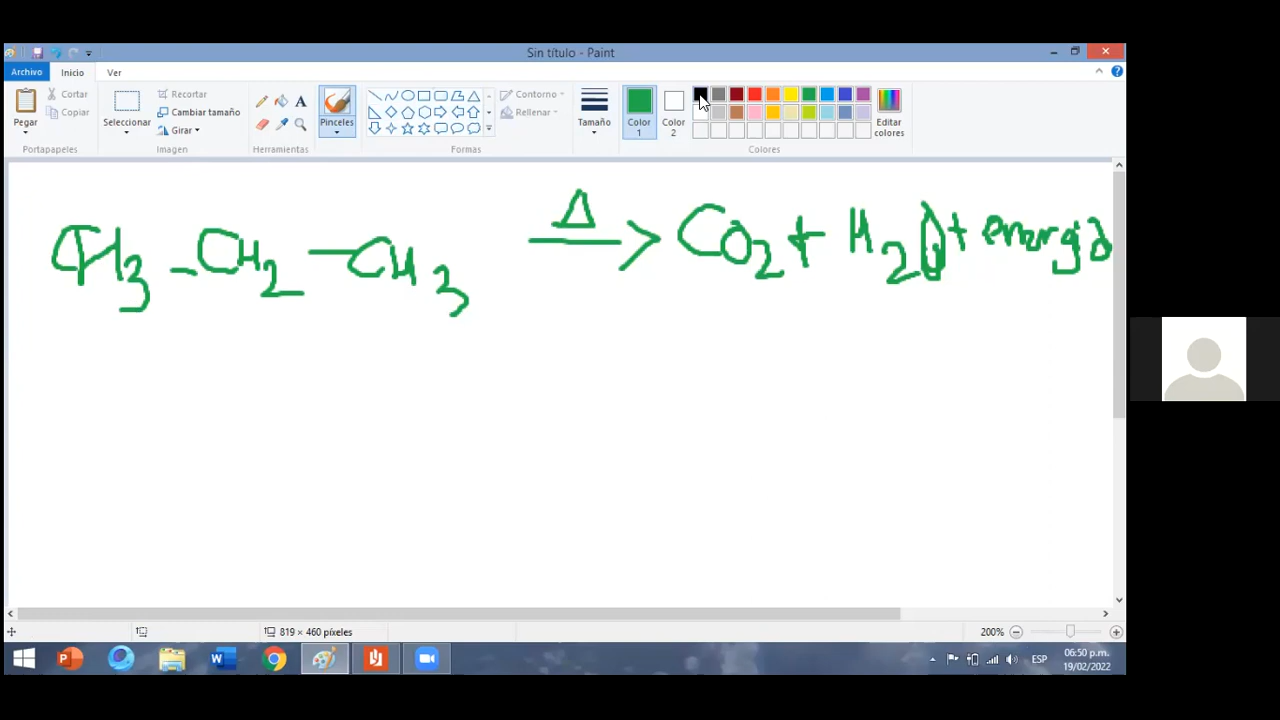 Sin título - Paint
Archivo Inicio Ver
Pegar Cortar Copiar Seleccionar Recortar Cambiar tamaño Girar A Pinceles Contorno Rellenar Tamaño Color 1 Color 2 Editar colores
Portapapeles Imagen Herramientas Formas Colores
Δ
CH3 - CH2 - CH3 → CO2 + H2O + energía
819 × 460 píxeles 200%
ESP 06:50 p.m.
19/02/2022